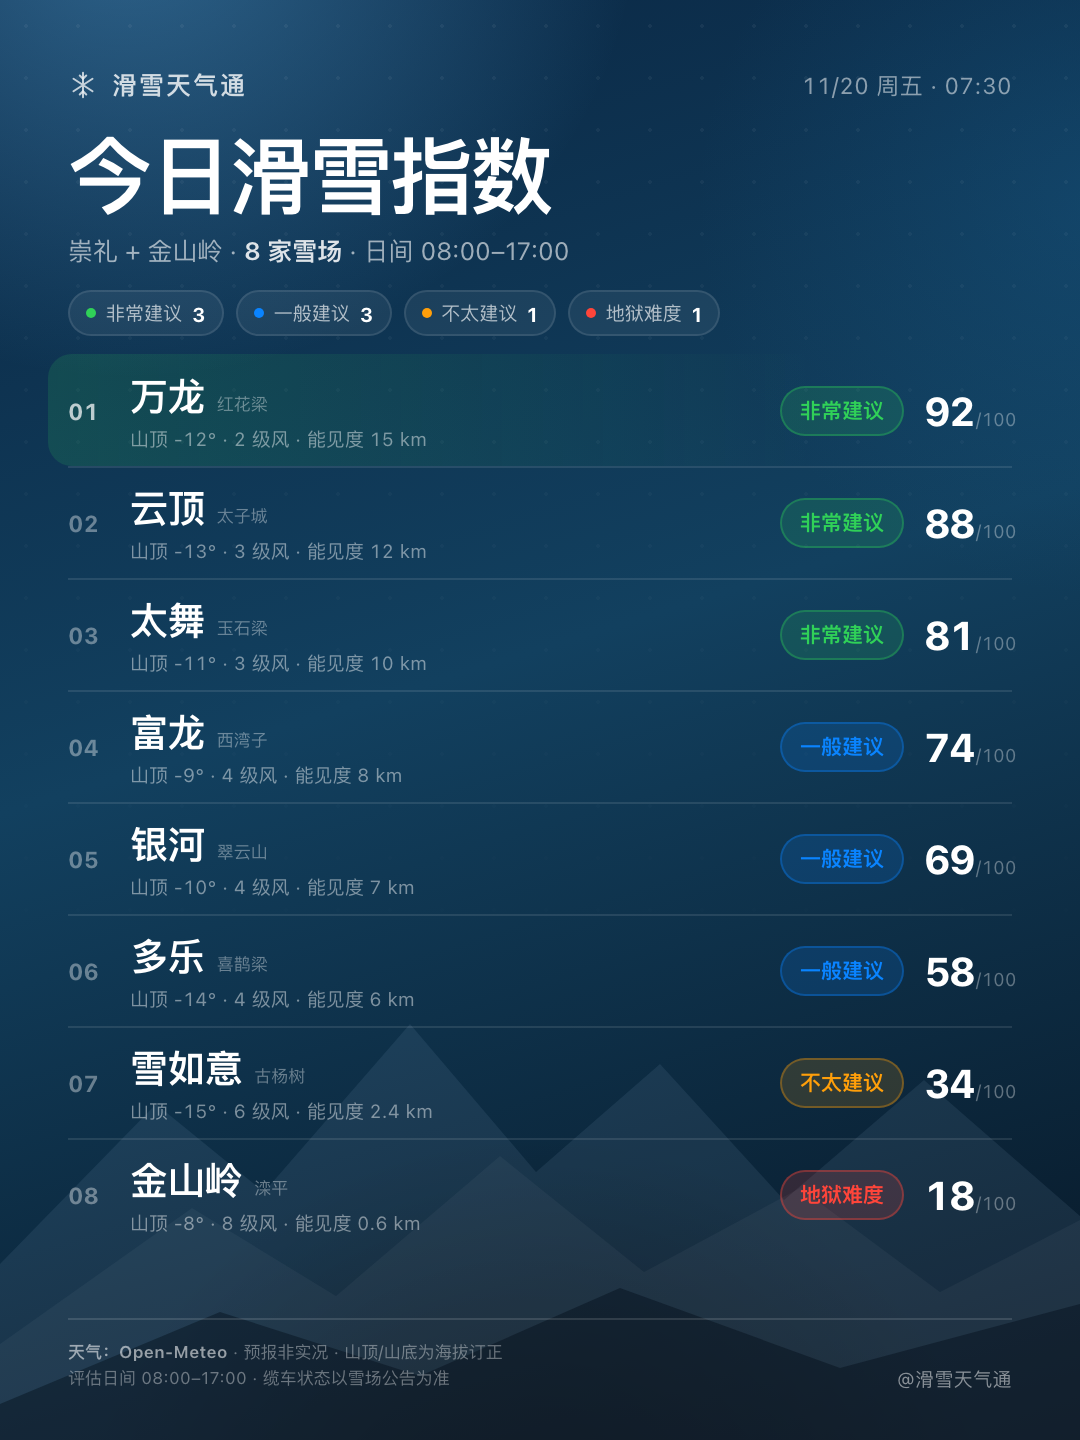 滑雪天气通
11/20 周五 · 07:30
今日滑雪指数
崇礼 + 金山岭 · 8 家雪场 · 日间 08:00–17:00
非常建议 3 一般建议 3 不太建议 1 地狱难度 1
01 万龙 红花梁 非常建议 92/100
山顶 -12° · 2 级风 · 能见度 15 km
02 云顶 太子城 非常建议 88/100
山顶 -13° · 3 级风 · 能见度 12 km
03 太舞 玉石梁 非常建议 81/100
山顶 -11° · 3 级风 · 能见度 10 km
04 富龙 西湾子 一般建议 74/100
山顶 -9° · 4 级风 · 能见度 8 km
05 银河 翠云山 一般建议 69/100
山顶 -10° · 4 级风 · 能见度 7 km
06 多乐 喜鹊梁 一般建议 58/100
山顶 -14° · 4 级风 · 能见度 6 km
07 雪如意 古杨树 不太建议 34/100
山顶 -15° · 6 级风 · 能见度 2.4 km
08 金山岭 滦平 地狱难度 18/100
山顶 -8° · 8 级风 · 能见度 0.6 km
天气：Open-Meteo · 预报非实况 · 山顶/山底为海拔订正
评估日间 08:00–17:00 · 缆车状态以雪场公告为准
@滑雪天气通